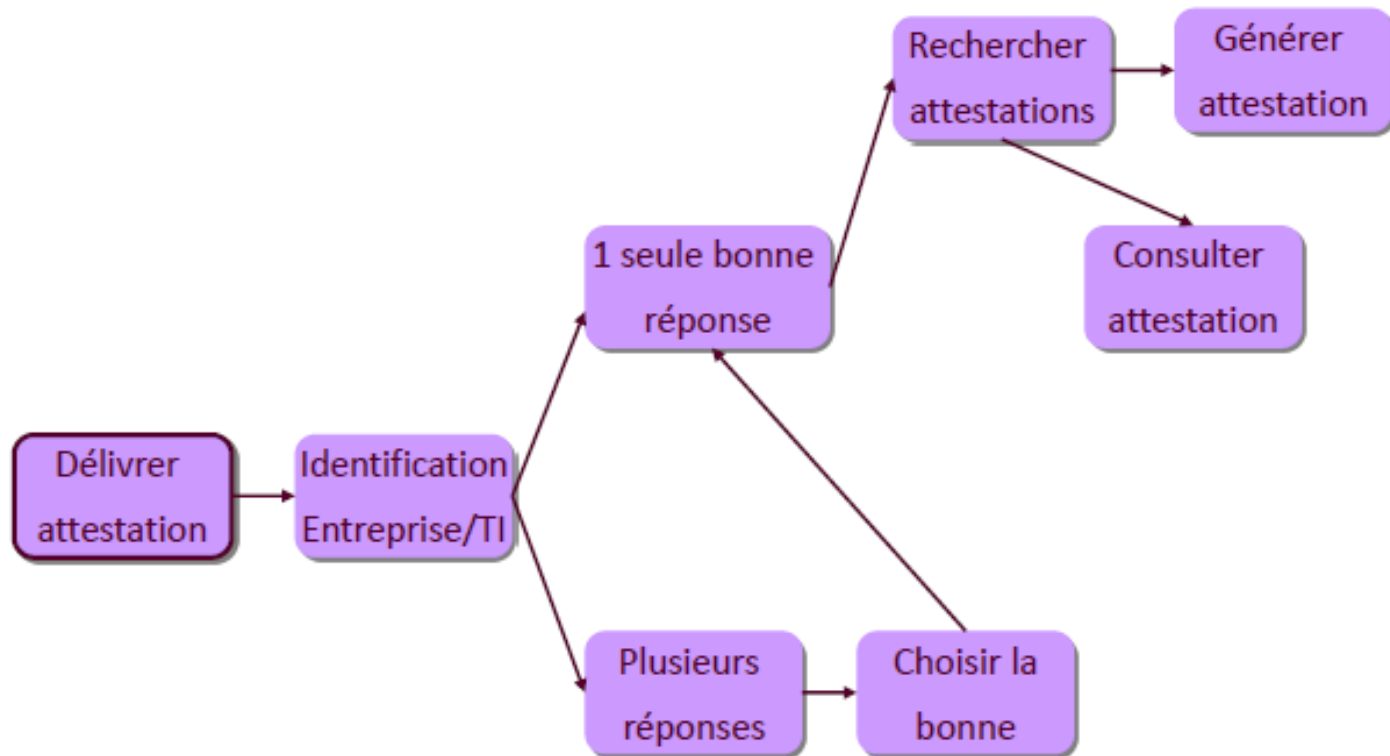 Rechercher
attestations
Générer
attestation
1 seule bonne
réponse
Consulter
attestation
Délivrer
attestation
Identification
Entreprise/TI
Plusieurs
réponses
Choisir la
bonne